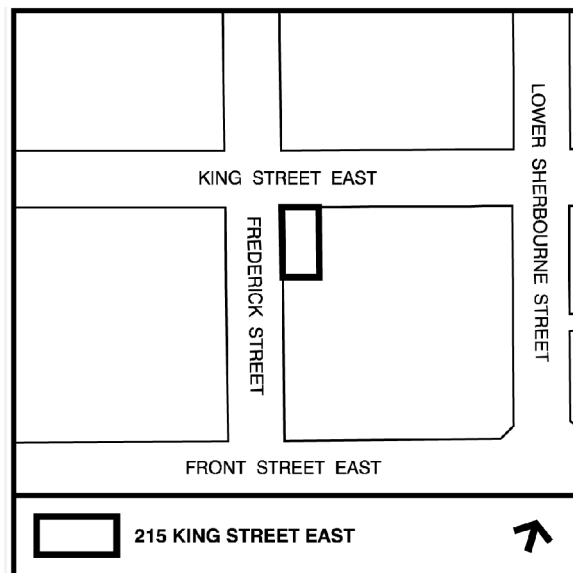 LOWER SHERBOURNE STREET
KING STREET EAST
FREDERICK STREET
FRONT STREET EAST
215 KING STREET EAST